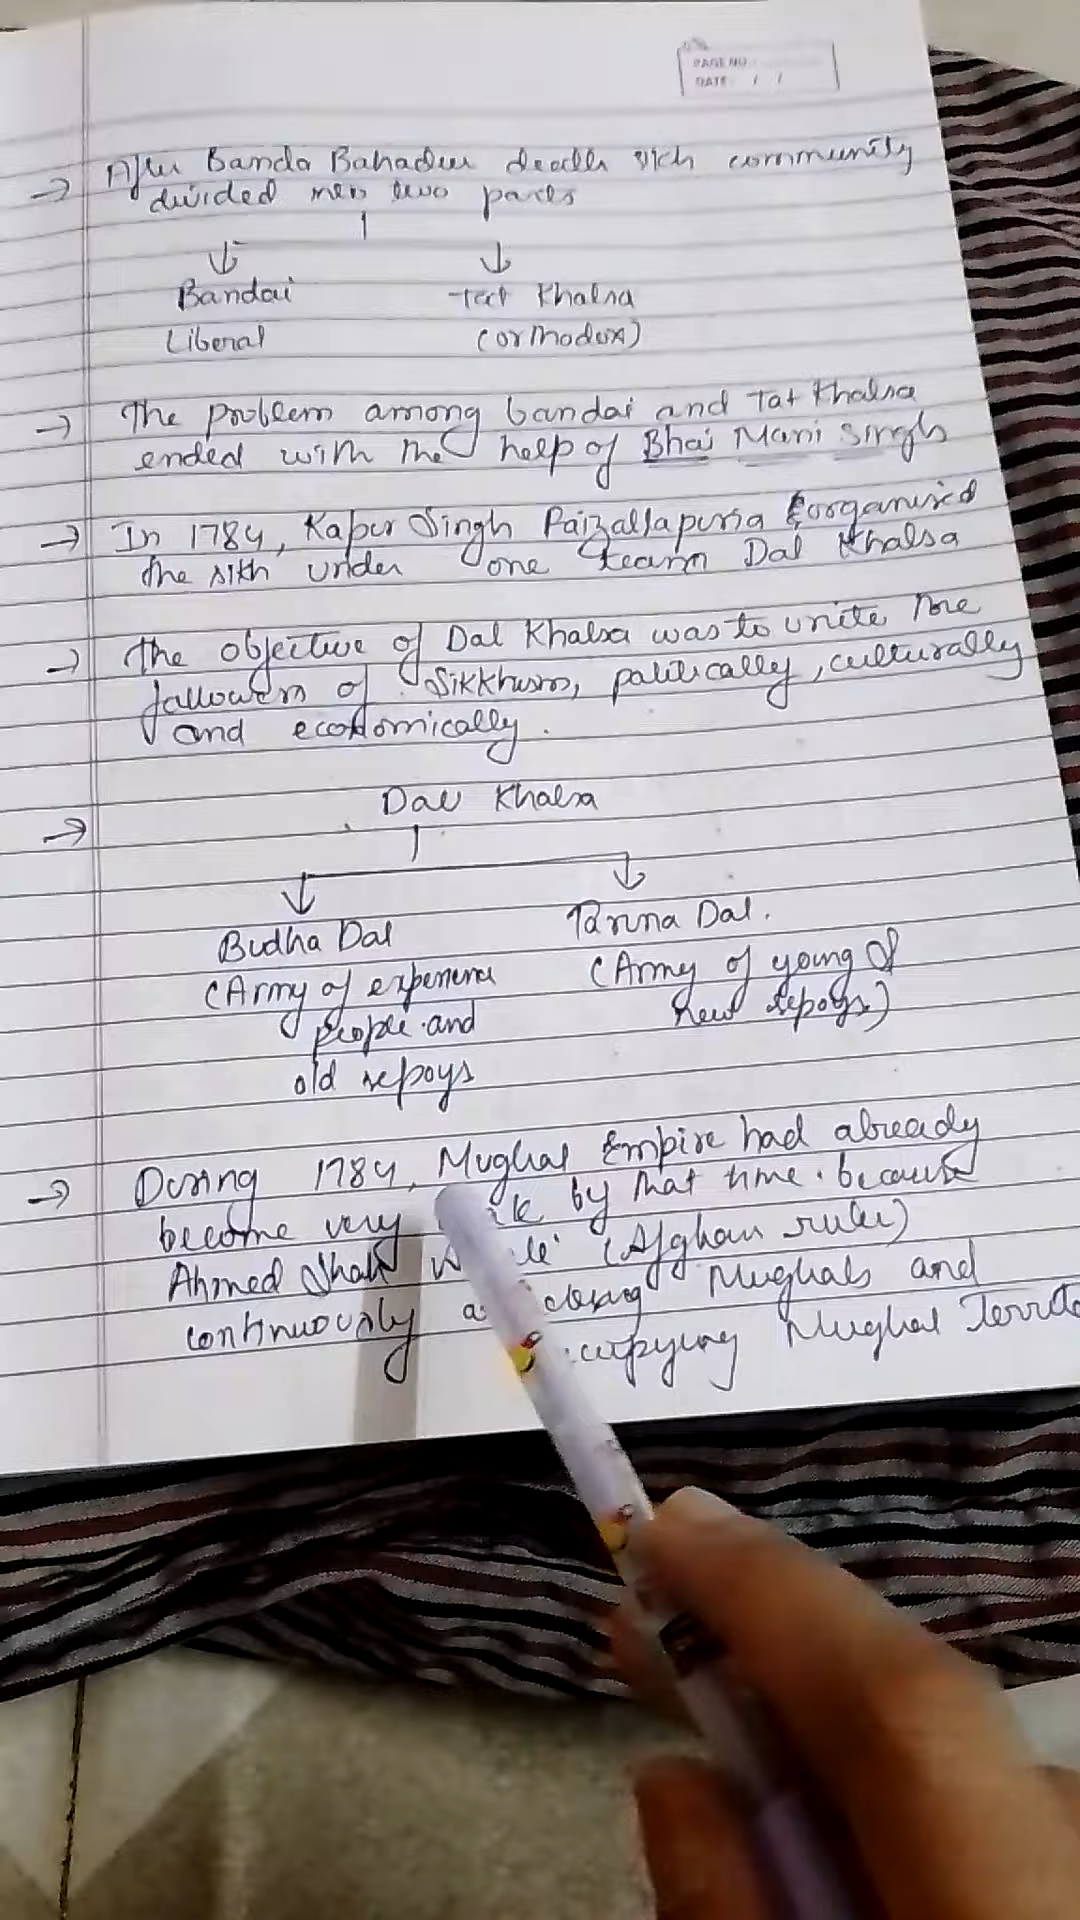 PAGE NO.
DATE / /
→ After Banda Bahadur death sikh community
divided into two parts
Bandai
Tat Khalsa
Liberal
(orthodox)
→ The problem among bandai and Tat Khalsa
ended with the help of Bhai Mani Singh
→ In 1784, Kapur Singh Faizallapuria organised
the sikh under one team Dal Khalsa
→ The objective of Dal Khalsa was to unite the
followers of Sikkhism, politically, culturally
and economically.
→ Dal Khalsa
Budha Dal
Taruna Dal.
(Army of experience
people and
old sepoys
(Army of young of
new sepoys)
→ During 1784, Mughal Empire had already
become very by that time. because
Ahmed Shah (Afghan ruler)
continuously Mughals and
Mughal